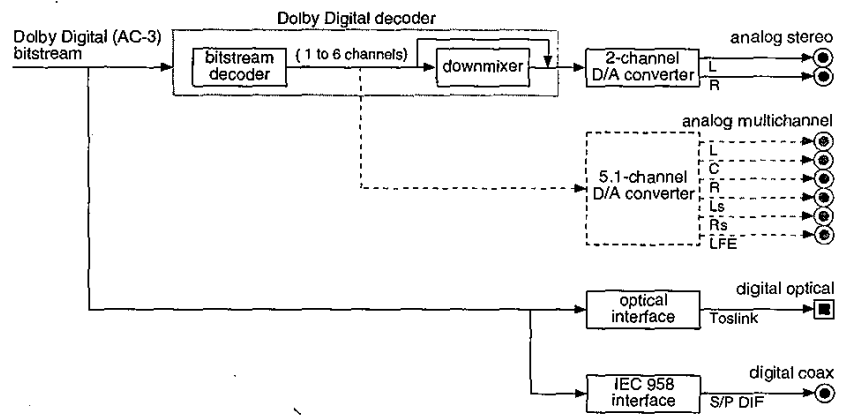 Dolby Digital decoder
Dolby Digital (AC-3)
bitstream
bitstream
decoder
( 1 to 6 channels)
downmixer
2-channel
D/A converter
analog stereo
L
R
analog multichannel
5.1-channel
D/A converter
L
C
R
Ls
Rs
LFE
optical
interface
digital optical
Toslink
IEC 958
interface
digital coax
S/P DIF